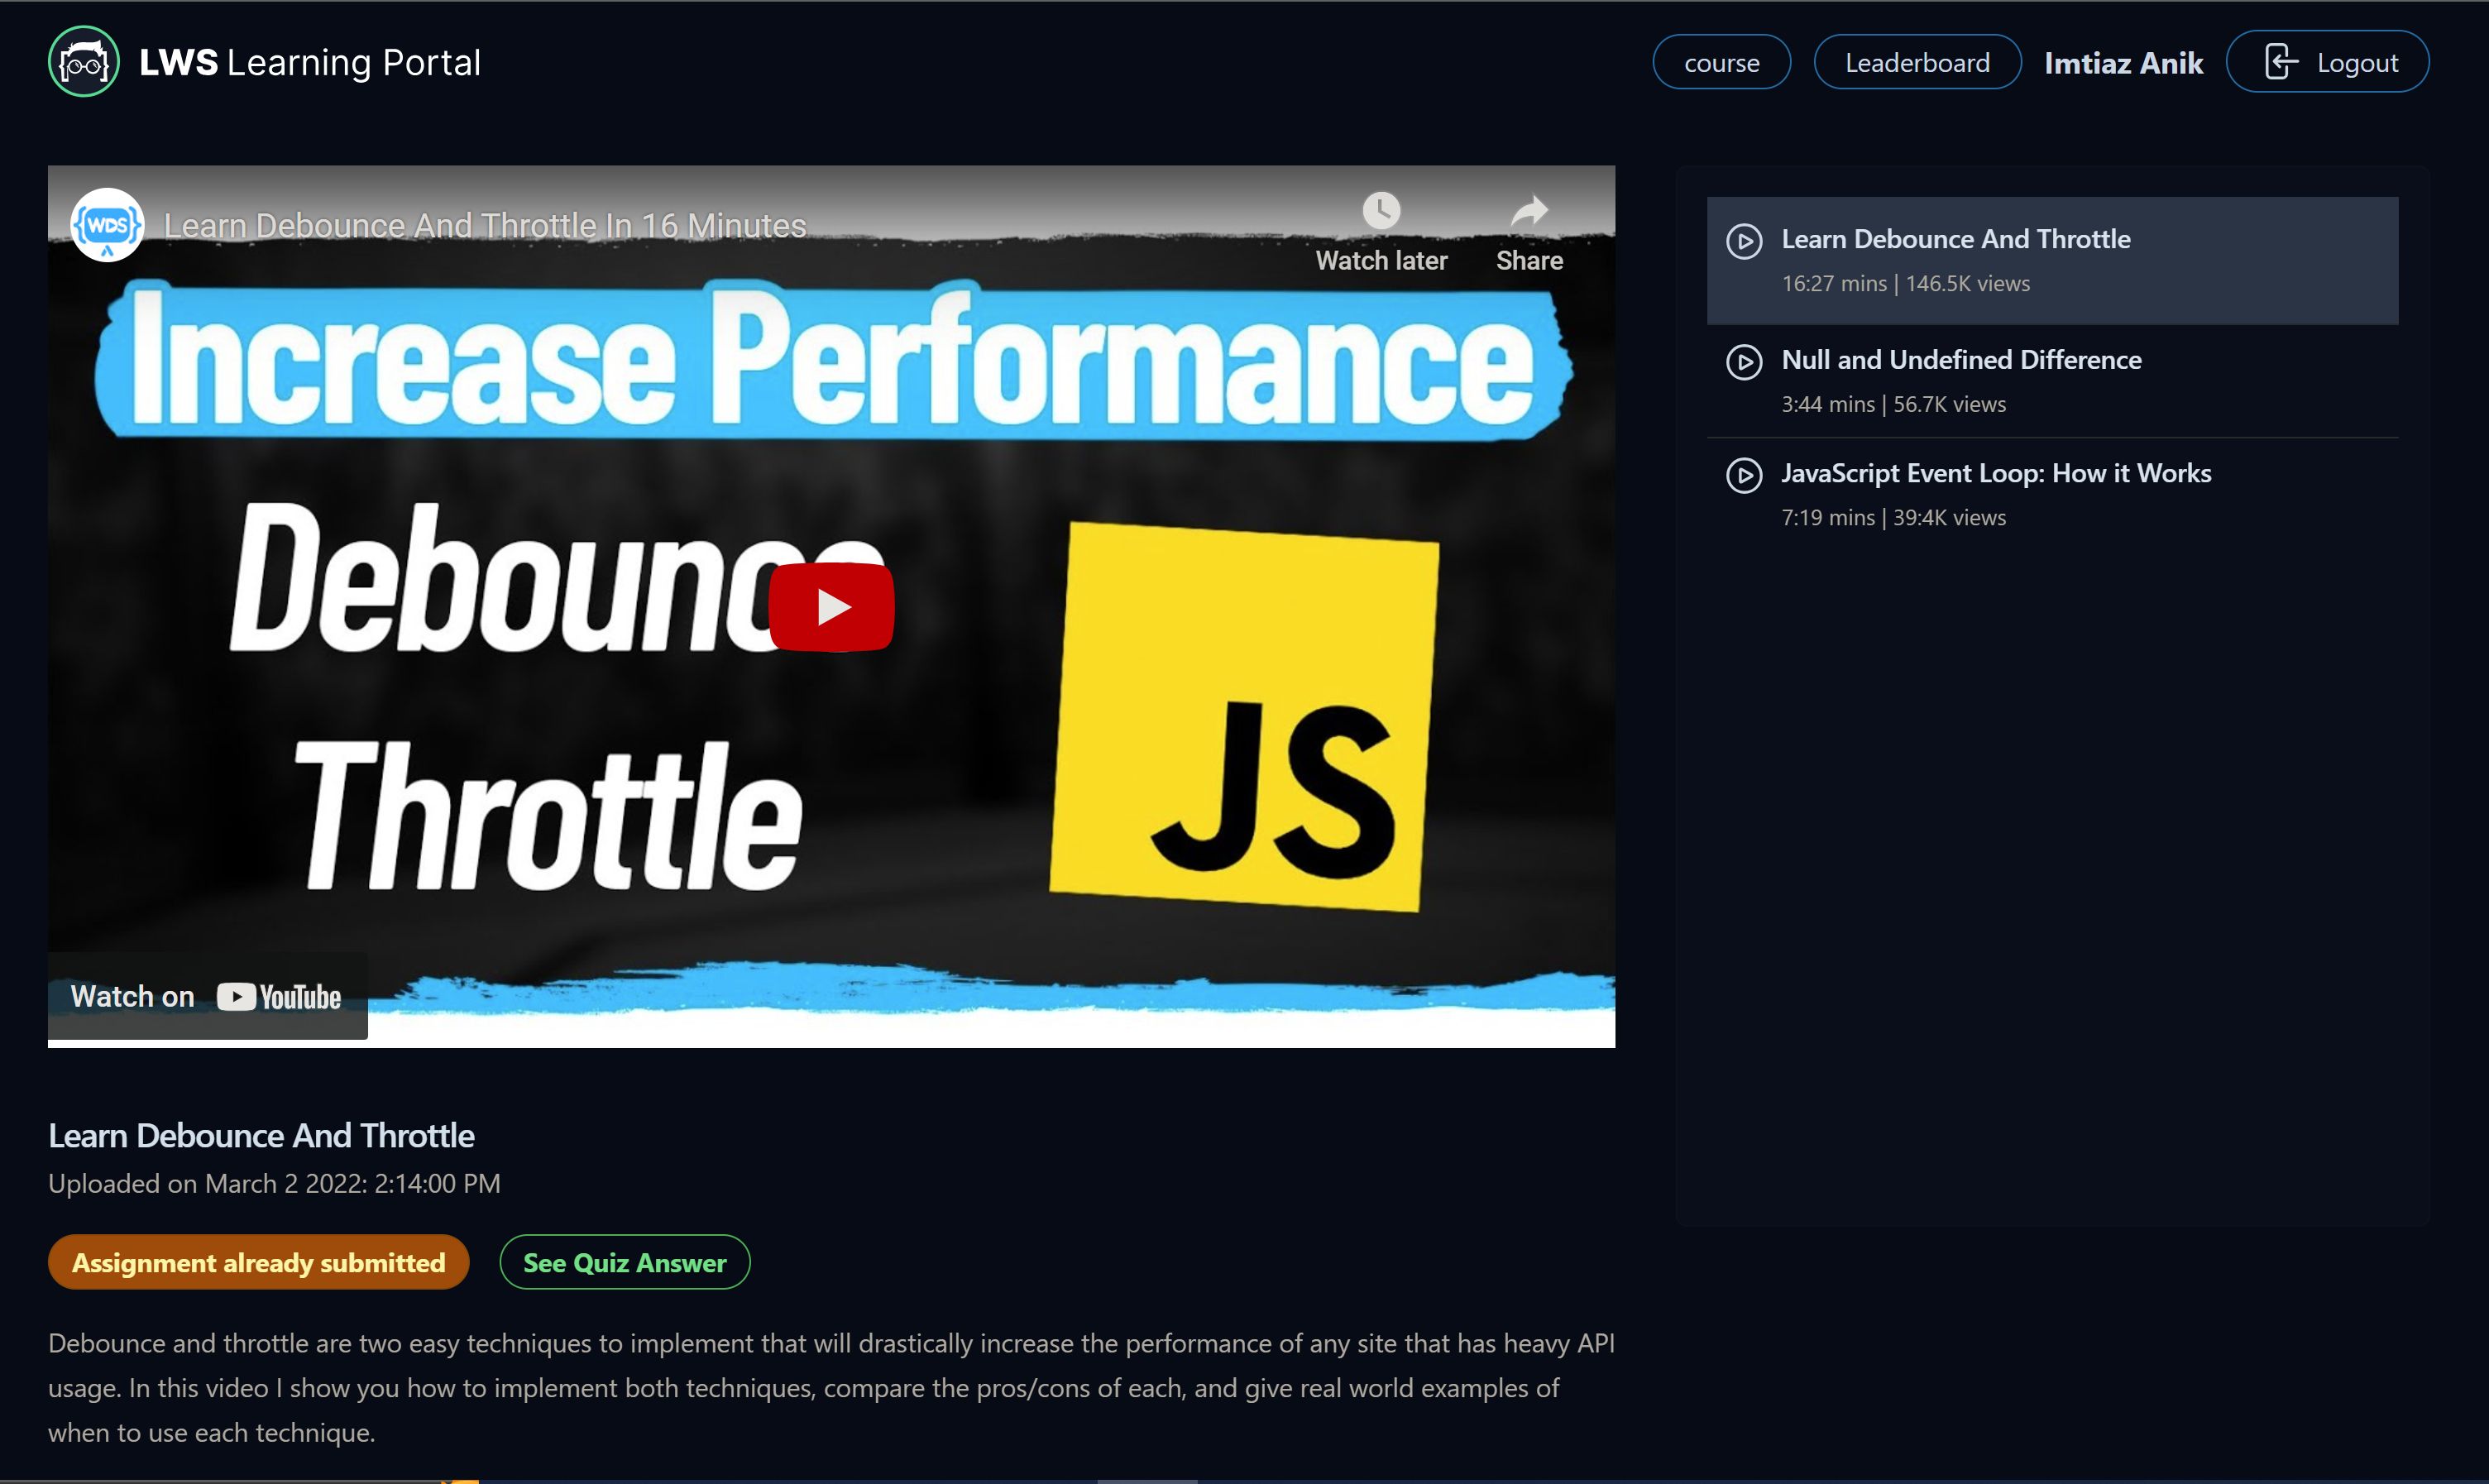 LWS Learning Portal
course
Leaderboard
Imtiaz Anik
Logout
WDS
Learn Debounce And Throttle In 16 Minutes
Watch later
Share
Increase Performance
Debounce
Throttle
JS
Watch on YouTube
Learn Debounce And Throttle
16:27 mins | 146.5K views
Null and Undefined Difference
3:44 mins | 56.7K views
JavaScript Event Loop: How it Works
7:19 mins | 39:4K views
Learn Debounce And Throttle
Uploaded on March 2 2022: 2:14:00 PM
Assignment already submitted
See Quiz Answer
Debounce and throttle are two easy techniques to implement that will drastically increase the performance of any site that has heavy API
usage. In this video I show you how to implement both techniques, compare the pros/cons of each, and give real world examples of
when to use each technique.